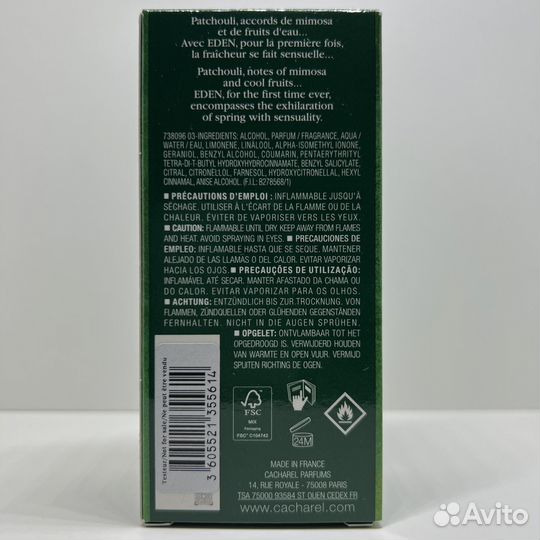 Patchouli, accords de mimosa
et de fruits d'eau...
Avec EDEN, pour la première fois,
la fraîcheur se fait sensuelle...
Patchouli, notes of mimosa
and cool fruits...
EDEN, for the first time ever,
encompasses the exhilaration
of spring with sensuality.
738096 03-INGREDIENTS: ALCOHOL, PARFUM / FRAGRANCE, AQUA /
WATER / EAU, LIMONENE, LINALOOL, ALPHA-ISOMETHYL IONONE,
GERANIOL, BENZYL ALCOHOL, COUMARIN, PENTAERYTHRITYL
TETRA-DI-T-BUTYL HYDROXYHYDROCINNAMATE, BENZYL SALICYLATE,
CITRAL, CITRONELLOL, FARNESOL, HYDROXYCITRONELLAL, HEXYL
CINNAMAL, ANISE ALCOHOL. (F.I.L: B278568/1)
■ PRÉCAUTIONS D'EMPLOI : INFLAMMABLE JUSQU'À
SÉCHAGE. UTILISER À L'ÉCART DE LA FLAMME OU DE LA
CHALEUR. ÉVITER DE VAPORISER VERS LES YEUX.
■ CAUTION: FLAMMABLE UNTIL DRY. KEEP AWAY FROM FLAMES
AND HEAT. AVOID SPRAYING IN EYES. ■ PRECAUCIONES DE
EMPLEO: INFLAMABLE HASTA QUE SE SEQUE. MANTENER
ALEJADO DE LAS LLAMAS O DEL CALOR. EVITAR VAPORIZAR
HACIA LOS OJOS. ■ PRECAUÇÕES DE UTILIZAÇÃO:
INFLAMÁVEL ATÉ SECAR. MANTER AFASTADO DA CHAMA OU
DO CALOR. EVITAR VAPORIZAR PARA OS OLHOS.
■ ACHTUNG: ENTZÜNDLICH BIS ZUR TROCKNUNG. VON
FLAMMEN, ZÜNDQUELLEN ODER GLÜHENDEN GEGENSTÄNDEN
FERNHALTEN. NICHT IN DIE AUGEN SPRÜHEN.
■ OPGELET: ONTVLAMBAAR TOT HET
OPGEDROOGD IS. VERWIJDERD HOUDEN
VAN WARMTE EN OPEN VUUR. VERMIJD
SPUITEN RICHTING DE OGEN.
Testeur/Not for sale/Ne peut être vendu
3 605521 355614
FSC
MIX
Packaging
FSC® C104742
24M
MADE IN FRANCE
CACHAREL PARFUMS
14, RUE ROYALE - 75008 PARIS
TSA 75000 93584 ST OUEN CEDEX FR
www.cacharel.com
Avito